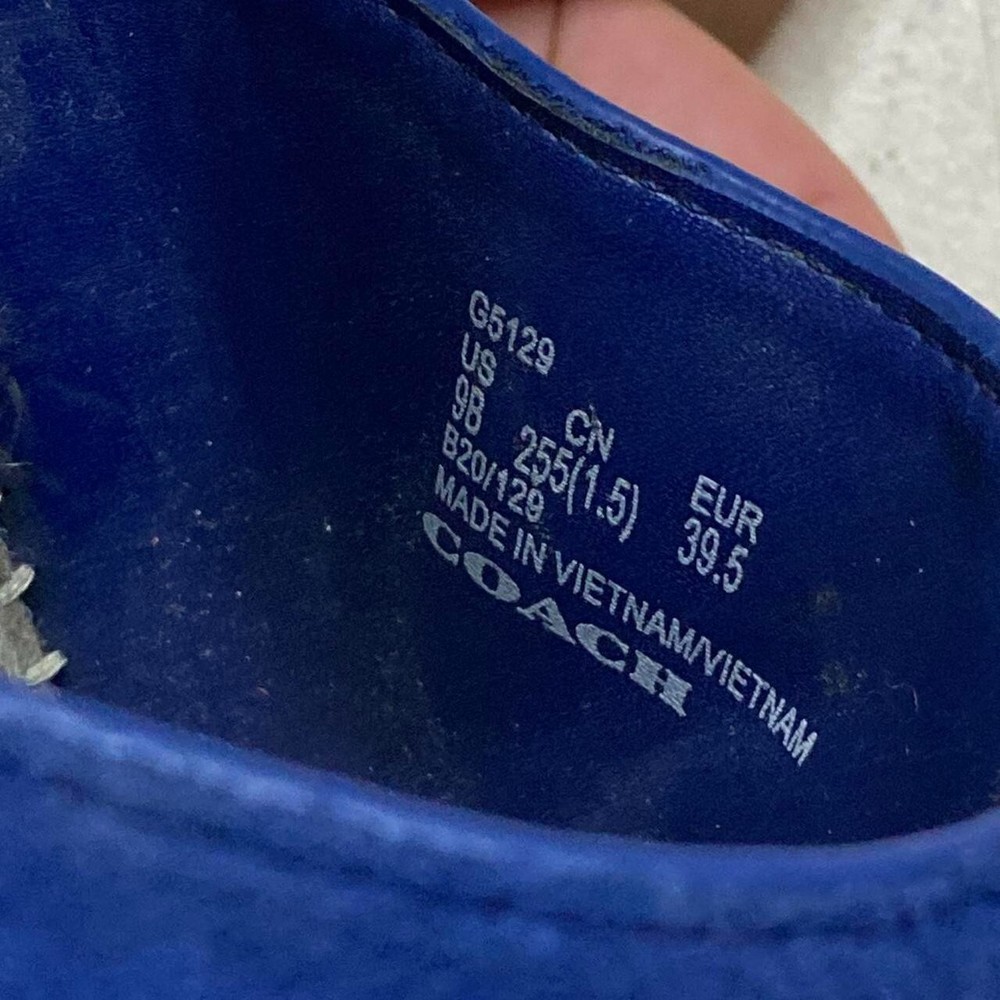 G5129
US CN EUR
9B 255(1.5) 39.5
B20/129
MADE IN VIETNAM/VIETNAM
COACH